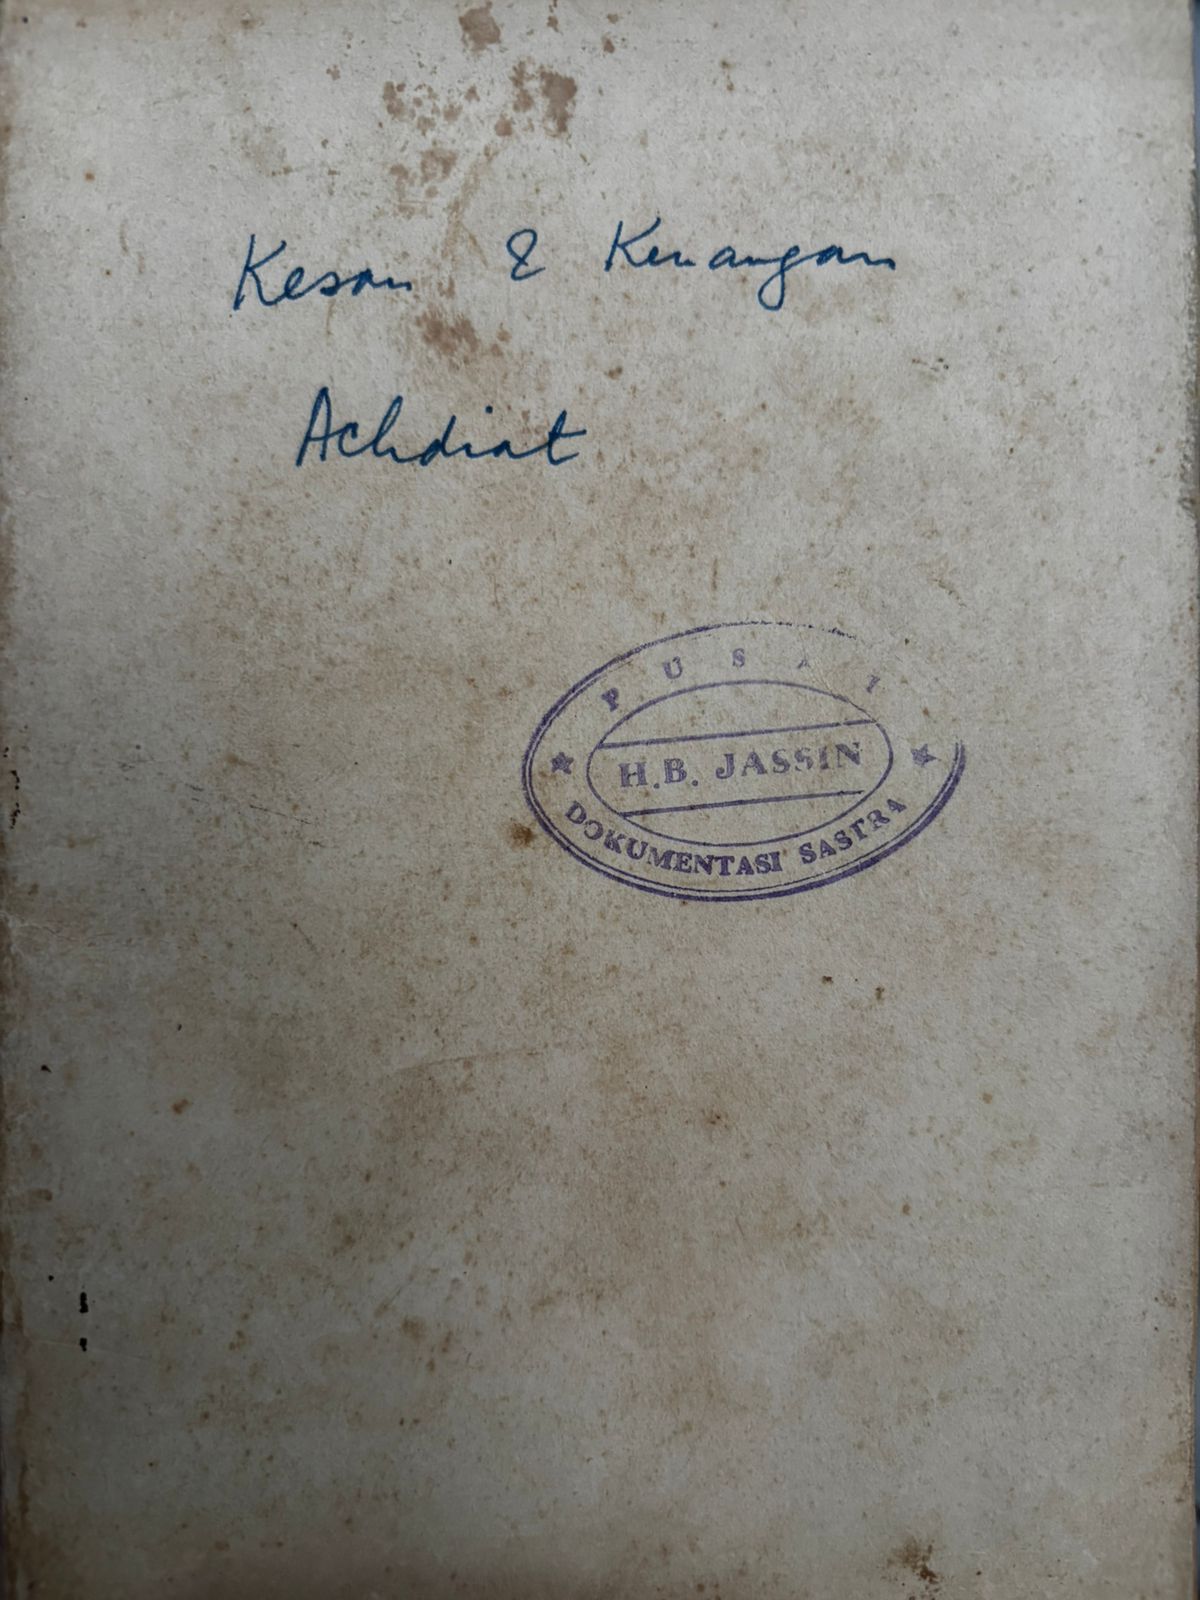 Kesan & Kenangan
Achdiat
PUSAT
H.B. JASSIN
DOKUMENTASI SASTRA